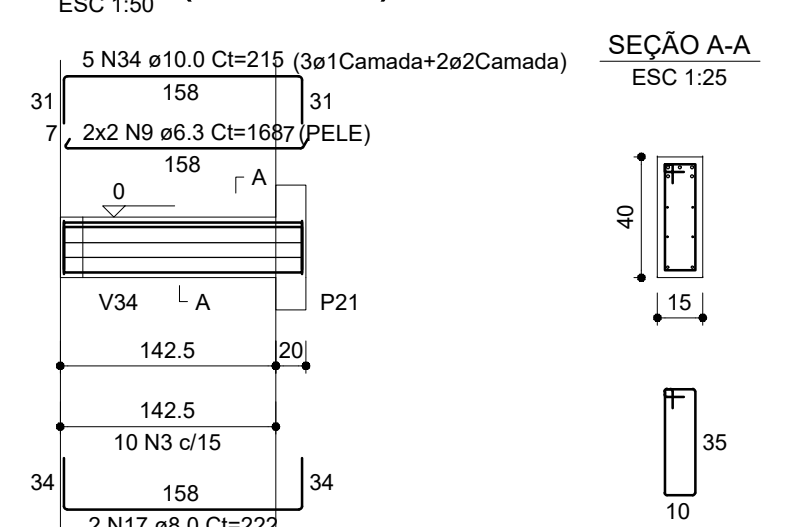 ESC 1:50
5 N34 ø10.0 Ct=215 (3ø1Camada+2ø2Camada)
31 158 31
7 2x2 N9 ø6.3 Ct=168 7 (PELE)
158
A
0
V34 A P21
142.5 20
142.5
10 N3 c/15
34 158 34
2 N17 ø8.0 Ct=222
SEÇÃO A-A
ESC 1:25
40
15
35
10